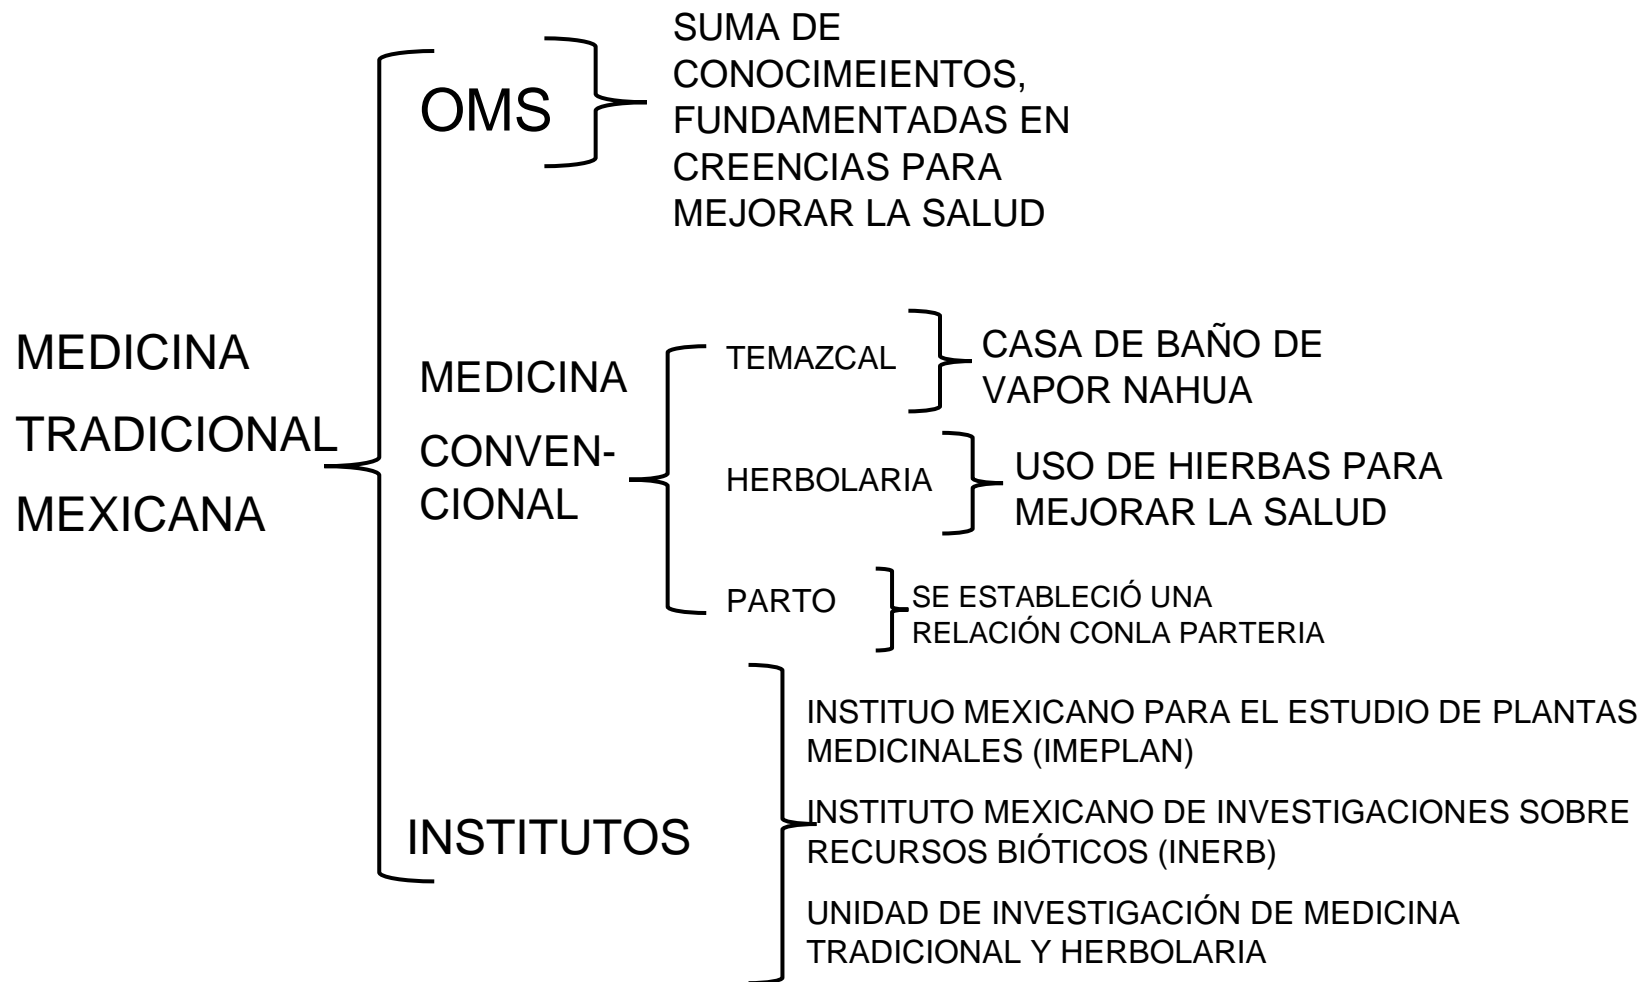 MEDICINA
TRADICIONAL
MEXICANA
OMS
SUMA DE
CONOCIMEIENTOS,
FUNDAMENTADAS EN
CREENCIAS PARA
MEJORAR LA SALUD
MEDICINA
CONVEN-
CIONAL
TEMAZCAL
CASA DE BAÑO DE
VAPOR NAHUA
HERBOLARIA
USO DE HIERBAS PARA
MEJORAR LA SALUD
PARTO
SE ESTABLECIÓ UNA
RELACIÓN CONLA PARTERIA
INSTITUTOS
INSTITUO MEXICANO PARA EL ESTUDIO DE PLANTAS
MEDICINALES (IMEPLAN)
INSTITUTO MEXICANO DE INVESTIGACIONES SOBRE
RECURSOS BIÓTICOS (INERB)
UNIDAD DE INVESTIGACIÓN DE MEDICINA
TRADICIONAL Y HERBOLARIA